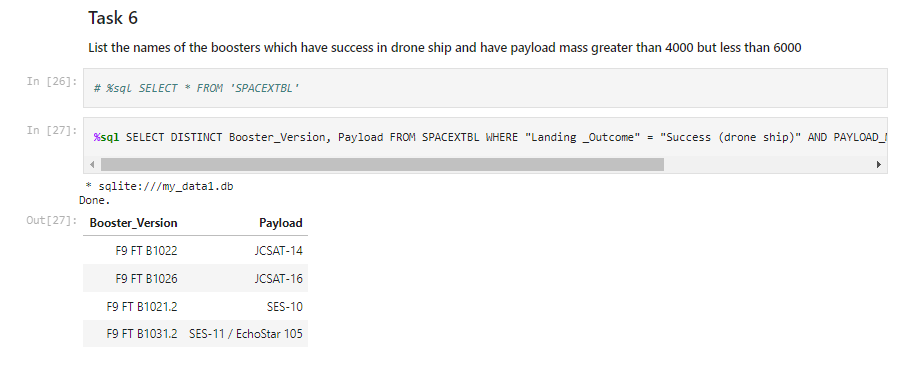 Task 6
List the names of the boosters which have success in drone ship and have payload mass greater than 4000 but less than 6000
In [26]:
# %sql SELECT * FROM 'SPACEXTBL'
In [27]:
%sql SELECT DISTINCT Booster_Version, Payload FROM SPACEXTBL WHERE "Landing _Outcome" = "Success (drone ship)" AND PAYLOAD_
* sqlite:///my_data1.db
Done.
Out[27]:
Booster_Version Payload
F9 FT B1022 JCSAT-14
F9 FT B1026 JCSAT-16
F9 FT B1021.2 SES-10
F9 FT B1031.2 SES-11 / EchoStar 105